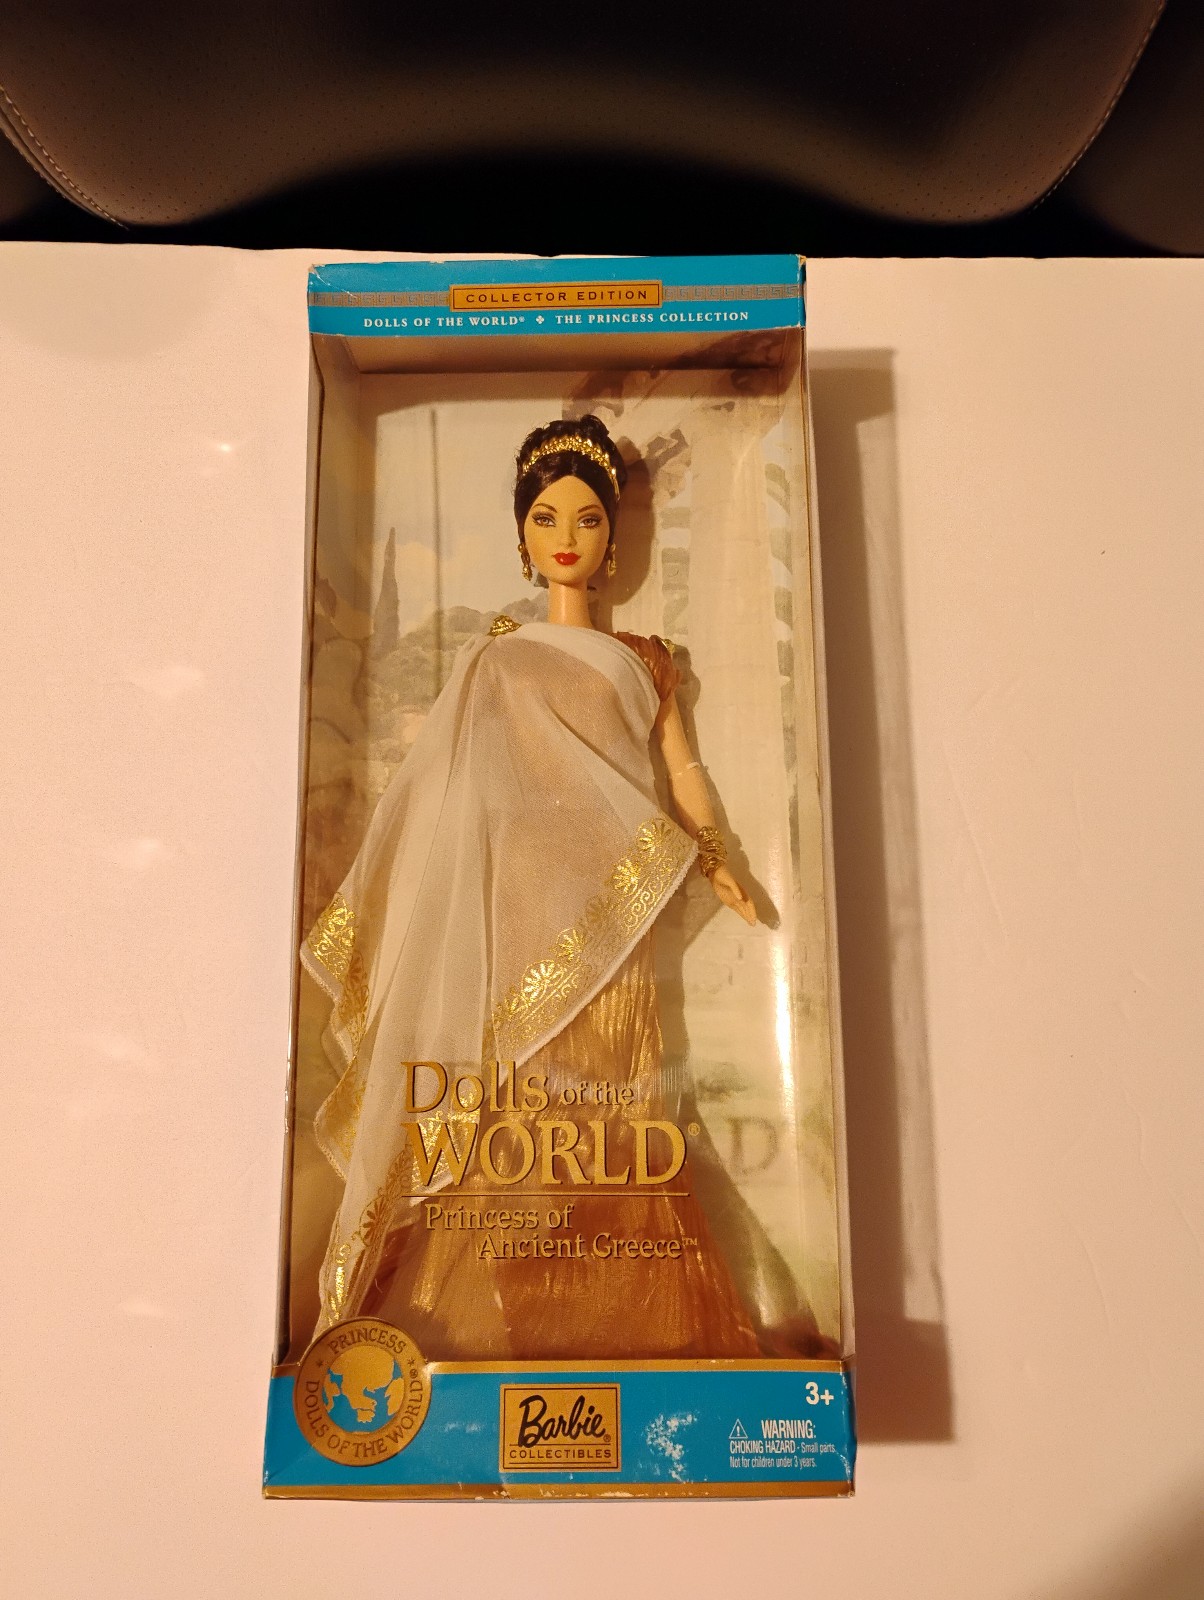 COLLECTOR EDITION
DOLLS OF THE WORLD® ✤ THE PRINCESS COLLECTION
Dolls of the
WORLD®
Princess of
Ancient Greece™
PRINCESS
DOLLS OF THE WORLD®
Barbie®
COLLECTIBLES
3+
WARNING:
CHOKING HAZARD - Small parts.
Not for children under 3 years.